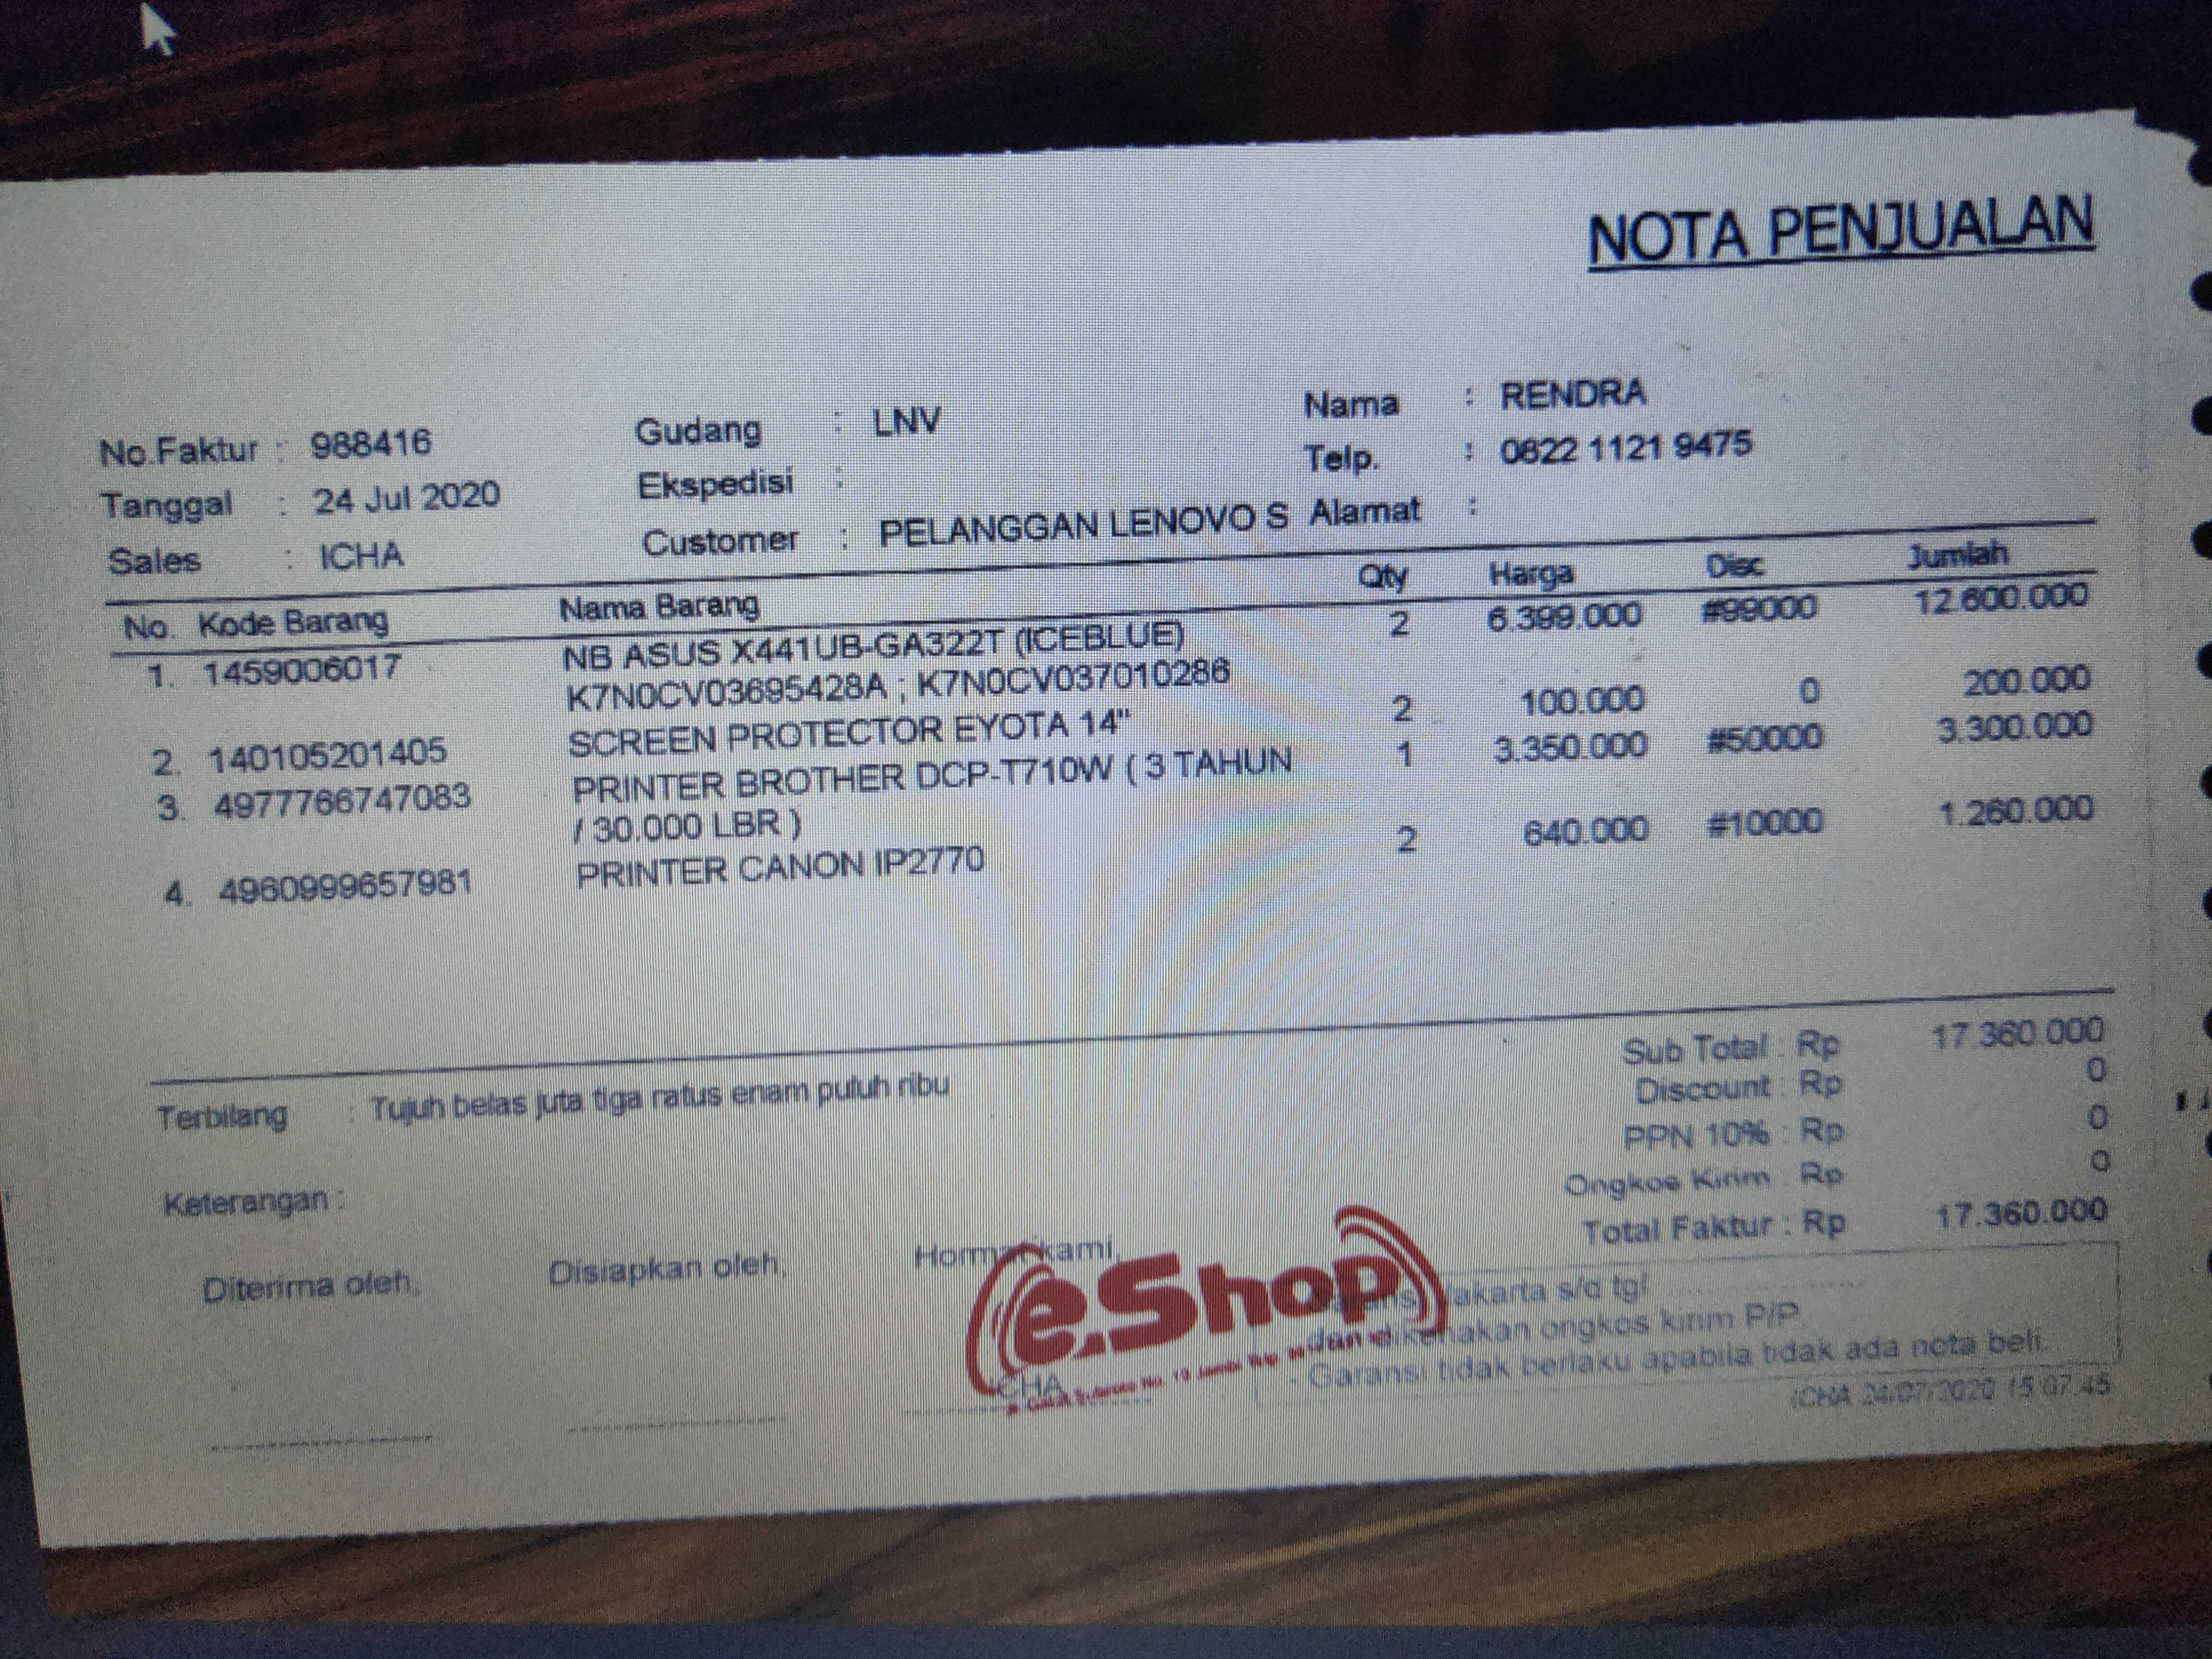 NOTA PENJUALAN
No.Faktur : 988416 Gudang : LNV Nama : RENDRA
Tanggal : 24 Jul 2020 Ekspedisi : Telp. : 0822 1121 9475
Sales : ICHA Customer : PELANGGAN LENOVO S Alamat :
No. Kode Barang Nama Barang Qty Harga Disc Jumlah
1. 1459006017 NB ASUS X441UB-GA322T (ICEBLUE) 2 6.399.000 #99000 12.600.000
K7N0CV03695428A ; K7N0CV037010286
2. 140105201405 SCREEN PROTECTOR EYOTA 14" 2 100.000 0 200.000
3. 4977766747083 PRINTER BROTHER DCP-T710W ( 3 TAHUN 1 3.350.000 #50000 3.300.000
/ 30.000 LBR )
4. 4960999657981 PRINTER CANON IP2770 2 640.000 #10000 1.260.000
Sub Total : Rp 17.360.000
Terbilang : Tujuh belas juta tiga ratus enam puluh ribu Discount : Rp 0
PPN 10% : Rp 0
Keterangan : Ongkos Kirim : Rp 0
Total Faktur : Rp 17.360.000
Diterima oleh, Disiapkan oleh, Hormat kami,
e.Shop
Jakarta s/d tgl
dan dikenakan ongkos kirim P/P.
- Garansi tidak berlaku apabila tidak ada nota beli.
ICHA
ICHA 24/07/2020 15:07:45